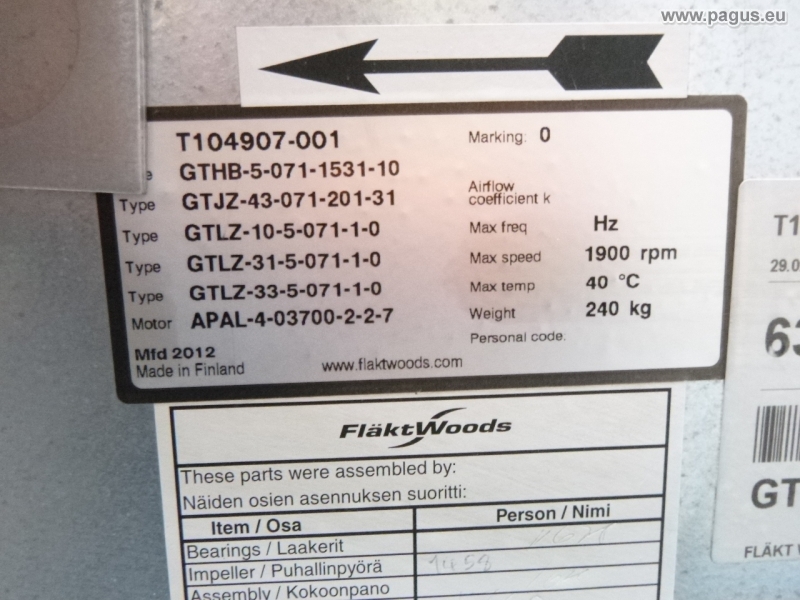 www.pagus.eu
T104907-001 Marking: 0
GTHB-5-071-1531-10
Type GTJZ-43-071-201-31 Airflow coefficient k
Type GTLZ-10-5-071-1-0 Max freq Hz
Type GTLZ-31-5-071-1-0 Max speed 1900 rpm
Type GTLZ-33-5-071-1-0 Max temp 40 °C
Motor APAL-4-03700-2-2-7 Weight 240 kg
Personal code:
Mfd 2012
Made in Finland www.flaktwoods.com
FläktWoods
These parts were assembled by:
Näiden osien asennuksen suoritti:
Item / Osa Person / Nimi
Bearings / Laakerit
Impeller / Puhallinpyörä 1458
Assembly / Kokoonpano
T1
29.0
63
GT
FLÄKT